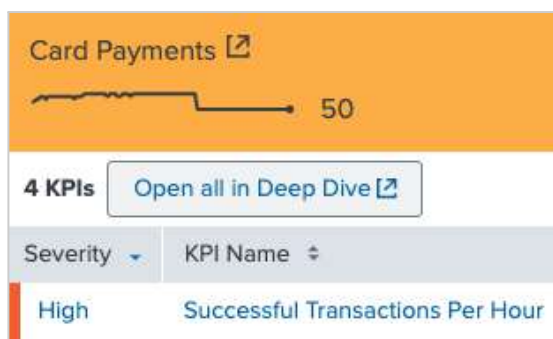 Card Payments
50
4 KPIs Open all in Deep Dive
Severity KPI Name
High Successful Transactions Per Hour